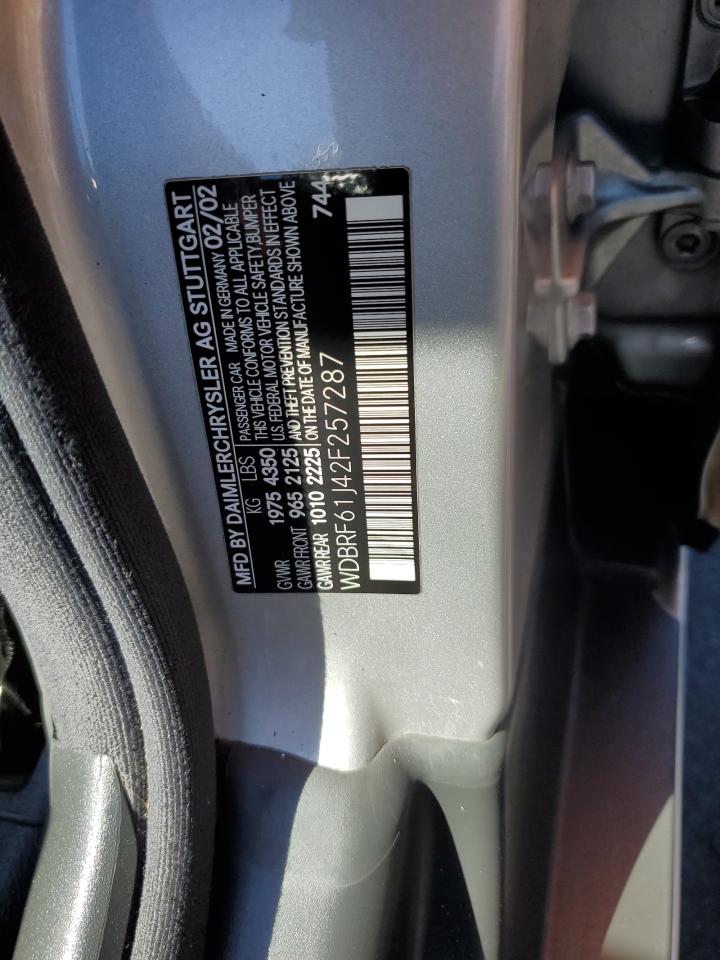 MFD BY DAIMLERCHRYSLER AG STUTTGART
PASSENGER CAR MADE IN GERMANY 02/02
KG LBS THIS VEHICLE CONFORMS TO ALL APPLICABLE
GVWR 1975 4350 U.S. FEDERAL MOTOR VEHICLE SAFETY, BUMPER
GAWR FRONT 965 2125 AND THEFT PREVENTION STANDARDS IN EFFECT
GAWR REAR 1010 2225 ON THE DATE OF MANUFACTURE SHOWN ABOVE
WDBRF61J42F257287 744